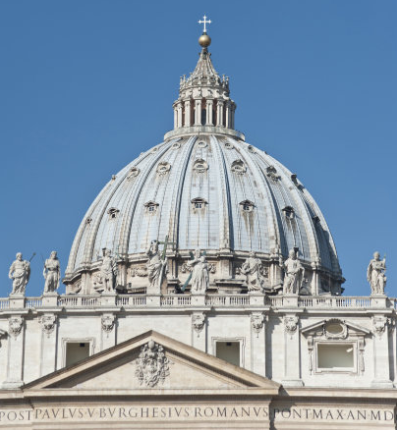 POST PAVLVS V BVRGHESIVS ROMANVS PONT MAX AN MD